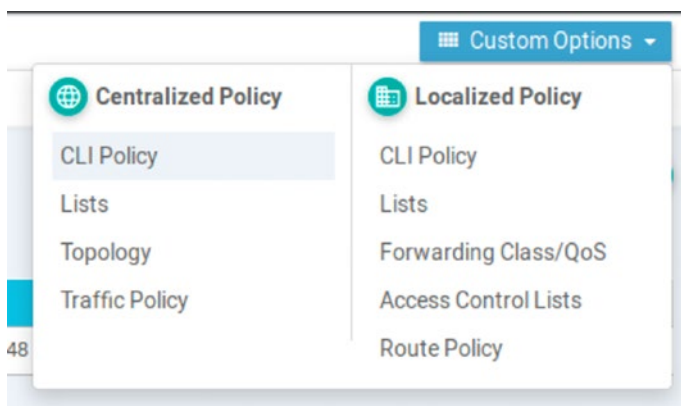 Custom Options
Centralized Policy
CLI Policy
Lists
Topology
Traffic Policy
Localized Policy
CLI Policy
Lists
Forwarding Class/QoS
Access Control Lists
Route Policy
48